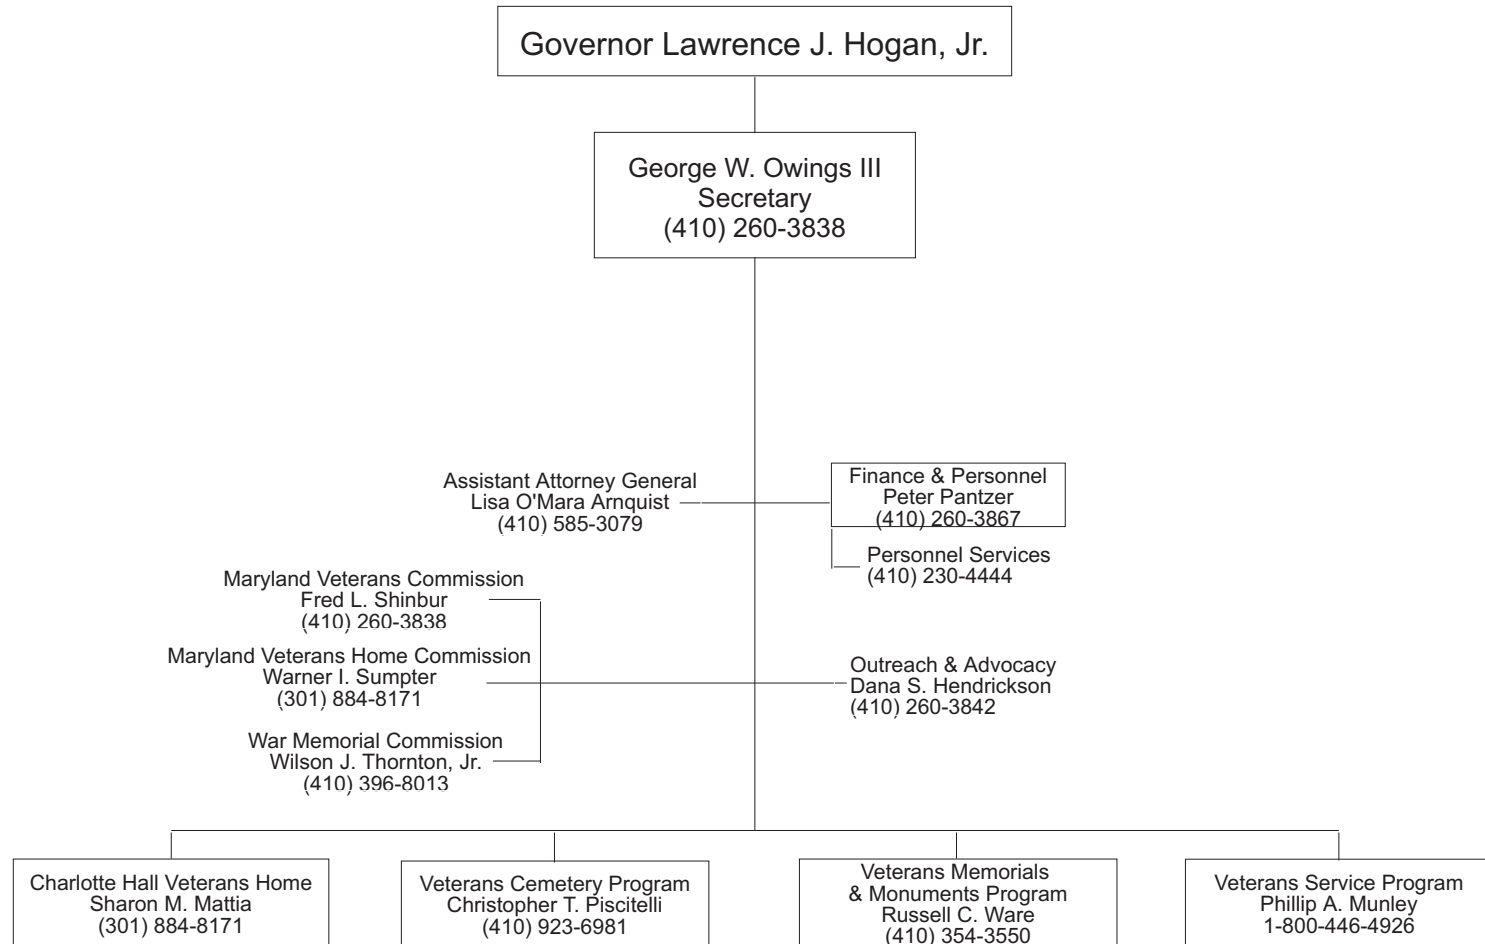 Governor Lawrence J. Hogan, Jr.
George W. Owings III
Secretary
(410) 260-3838
Assistant Attorney General
Lisa O'Mara Arnquist
(410) 585-3079
Finance & Personnel
Peter Pantzer
(410) 260-3867
Personnel Services
(410) 230-4444
Maryland Veterans Commission
Fred L. Shinbur
(410) 260-3838
Maryland Veterans Home Commission
Warner I. Sumpter
(301) 884-8171
Outreach & Advocacy
Dana S. Hendrickson
(410) 260-3842
War Memorial Commission
Wilson J. Thornton, Jr.
(410) 396-8013
Charlotte Hall Veterans Home
Sharon M. Mattia
(301) 884-8171
Veterans Cemetery Program
Christopher T. Piscitelli
(410) 923-6981
Veterans Memorials
& Monuments Program
Russell C. Ware
(410) 354-3550
Veterans Service Program
Phillip A. Munley
1-800-446-4926